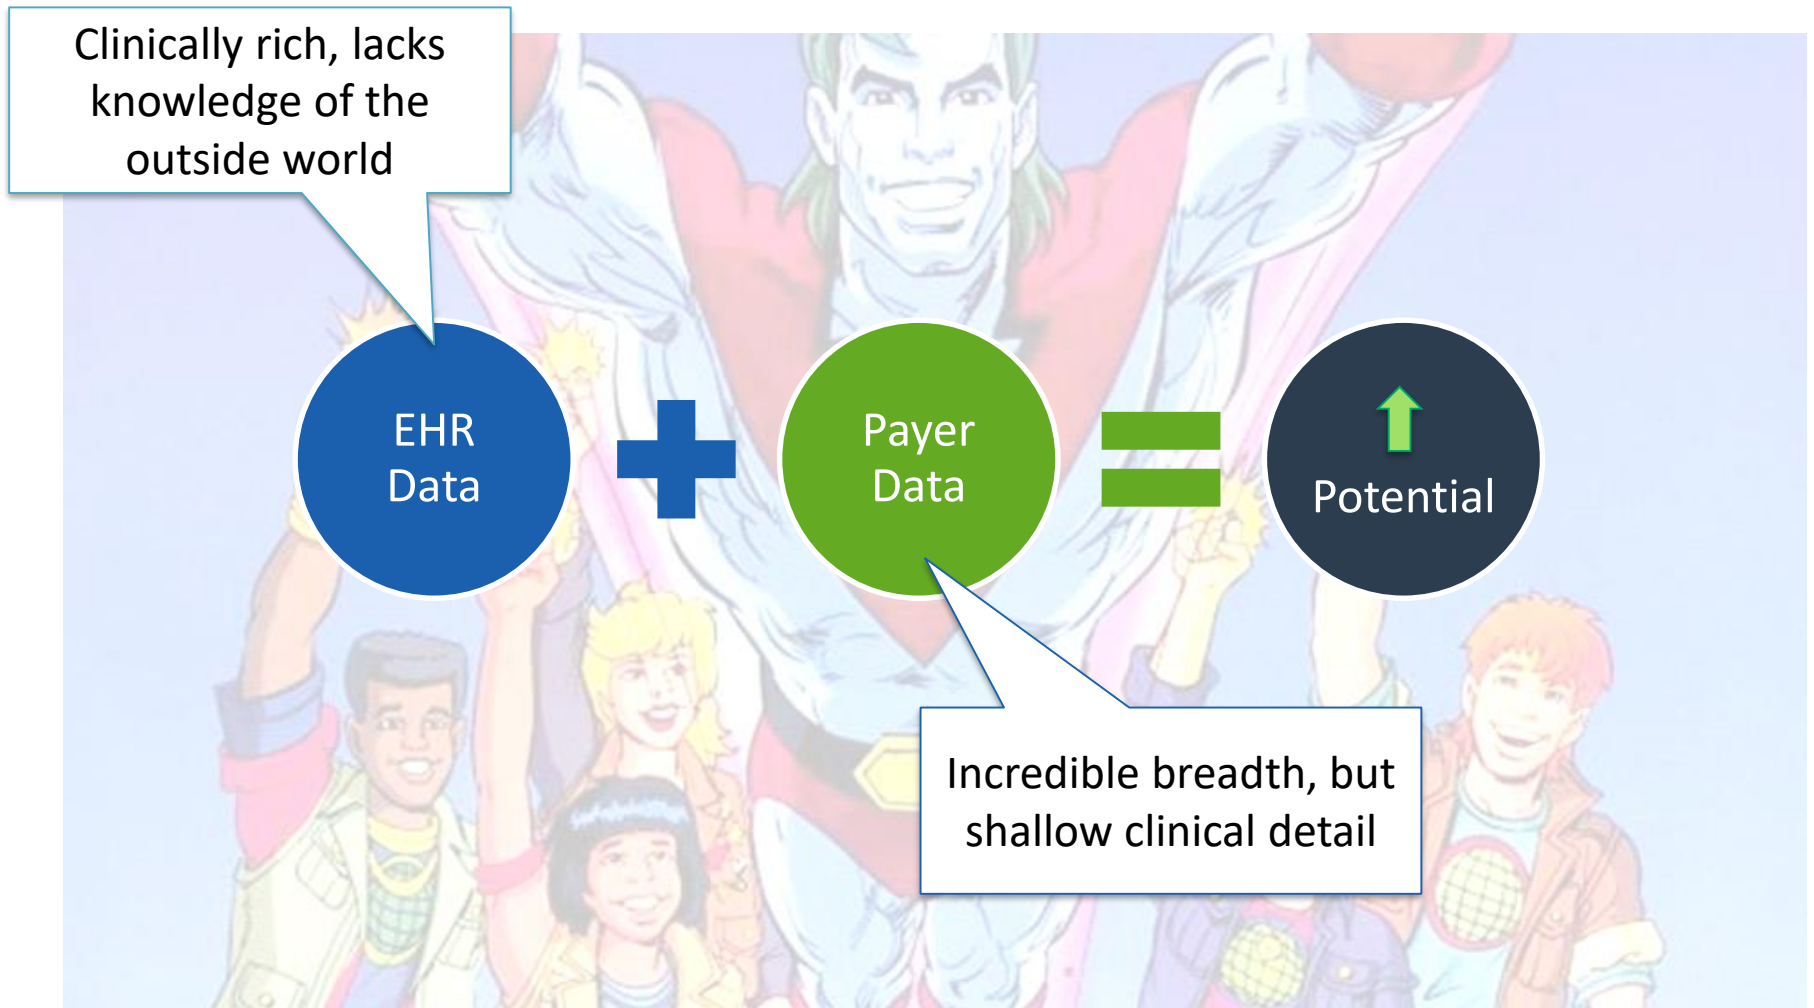 Clinically rich, lacks
knowledge of the
outside world
EHR
Data
Payer
Data
Potential
Incredible breadth, but
shallow clinical detail